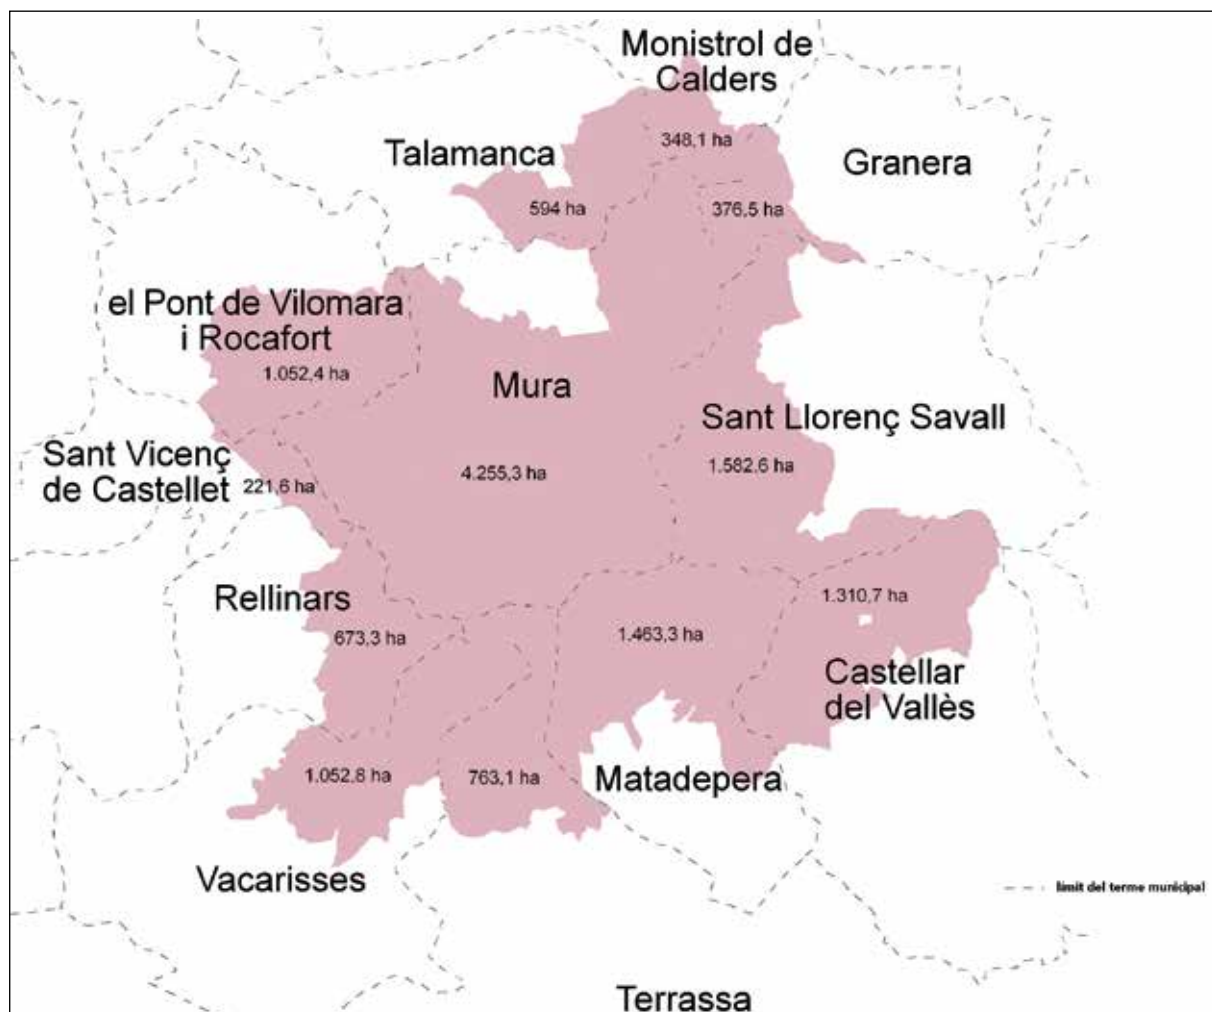 Monistrol de
Calders
348,1 ha
Talamanca
594 ha
Granera
376,5 ha
el Pont de Vilomara
i Rocafort
1.052,4 ha
Mura
4.255,3 ha
Sant Llorenç Savall
1.582,6 ha
Sant Vicenç
de Castellet
221,6 ha
Rellinars
673,3 ha
1.463,3 ha
1.310,7 ha
Castellar
del Vallès
1.052,8 ha
763,1 ha
Matadepera
Vacarisses
límit del terme municipal
Terrassa